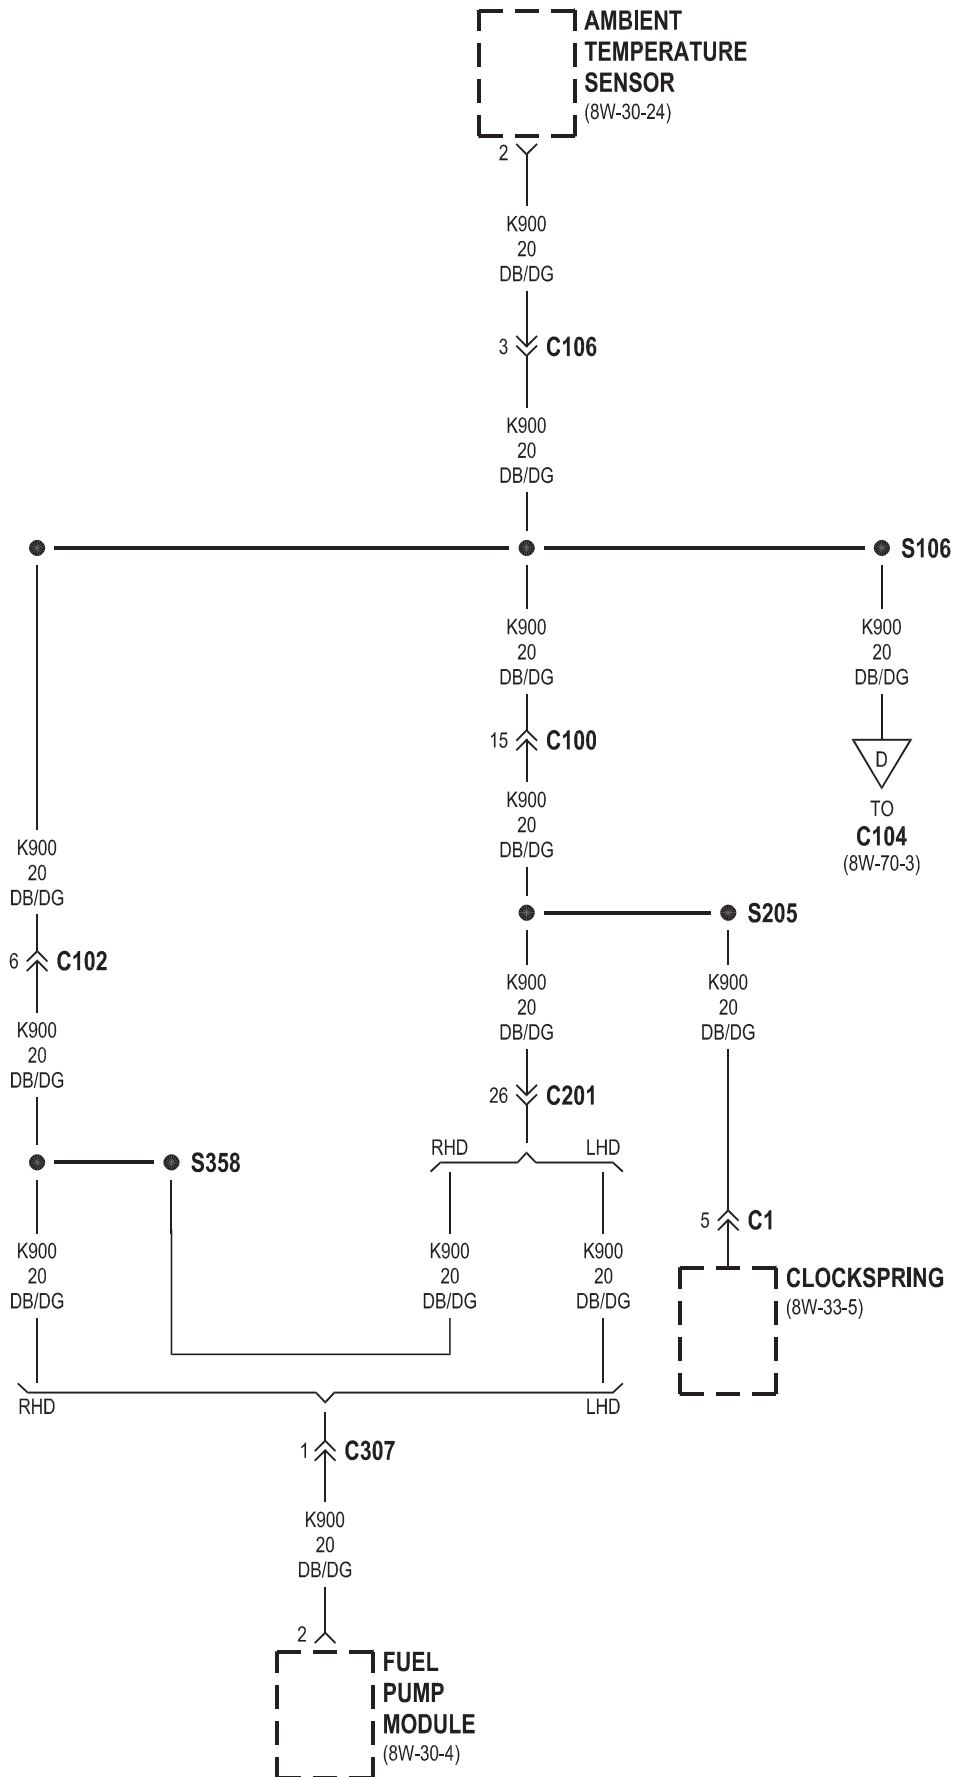 AMBIENT
TEMPERATURE
SENSOR
(8W-30-24)
2
K900
20
DB/DG
3 C106
K900
20
DB/DG
S106
K900
20
DB/DG
K900
20
DB/DG
15 C100
D
K900
20
DB/DG
TO
C104
(8W-70-3)
K900
20
DB/DG
S205
6 C102
K900
20
DB/DG
K900
20
DB/DG
K900
20
DB/DG
26 C201
RHD LHD
S358
5 C1
K900
20
DB/DG
K900
20
DB/DG
K900
20
DB/DG
CLOCKSPRING
(8W-33-5)
RHD LHD
1 C307
K900
20
DB/DG
2
FUEL
PUMP
MODULE
(8W-30-4)